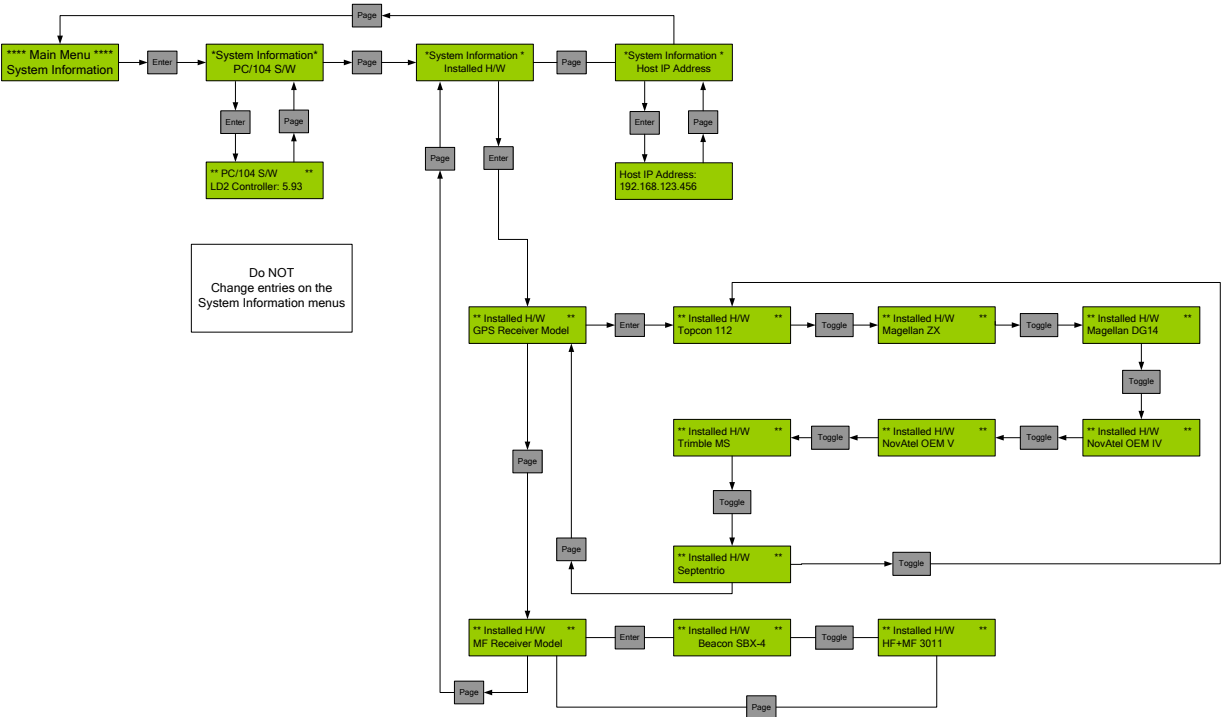 Page
**** Main Menu ****
System Information
Enter
*System Information*
PC/104 S/W
Page
*System Information *
Installed H/W
Page
*System Information *
Host IP Address
Enter
Page
Page
Enter
Enter
Page
** PC/104 S/W **
LD2 Controller: 5.93
Host IP Address:
192.168.123.456
Do NOT
Change entries on the
System Information menus
** Installed H/W **
GPS Receiver Model
Enter
** Installed H/W **
Topcon 112
Toggle
** Installed H/W **
Magellan ZX
Toggle
** Installed H/W **
Magellan DG14
Toggle
** Installed H/W **
Trimble MS
Toggle
** Installed H/W **
NovAtel OEM V
Toggle
** Installed H/W **
NovAtel OEM IV
Page
Toggle
Page
** Installed H/W **
Septentrio
Toggle
** Installed H/W **
MF Receiver Model
Enter
** Installed H/W **
Beacon SBX-4
Toggle
** Installed H/W **
HF+MF 3011
Page
Page